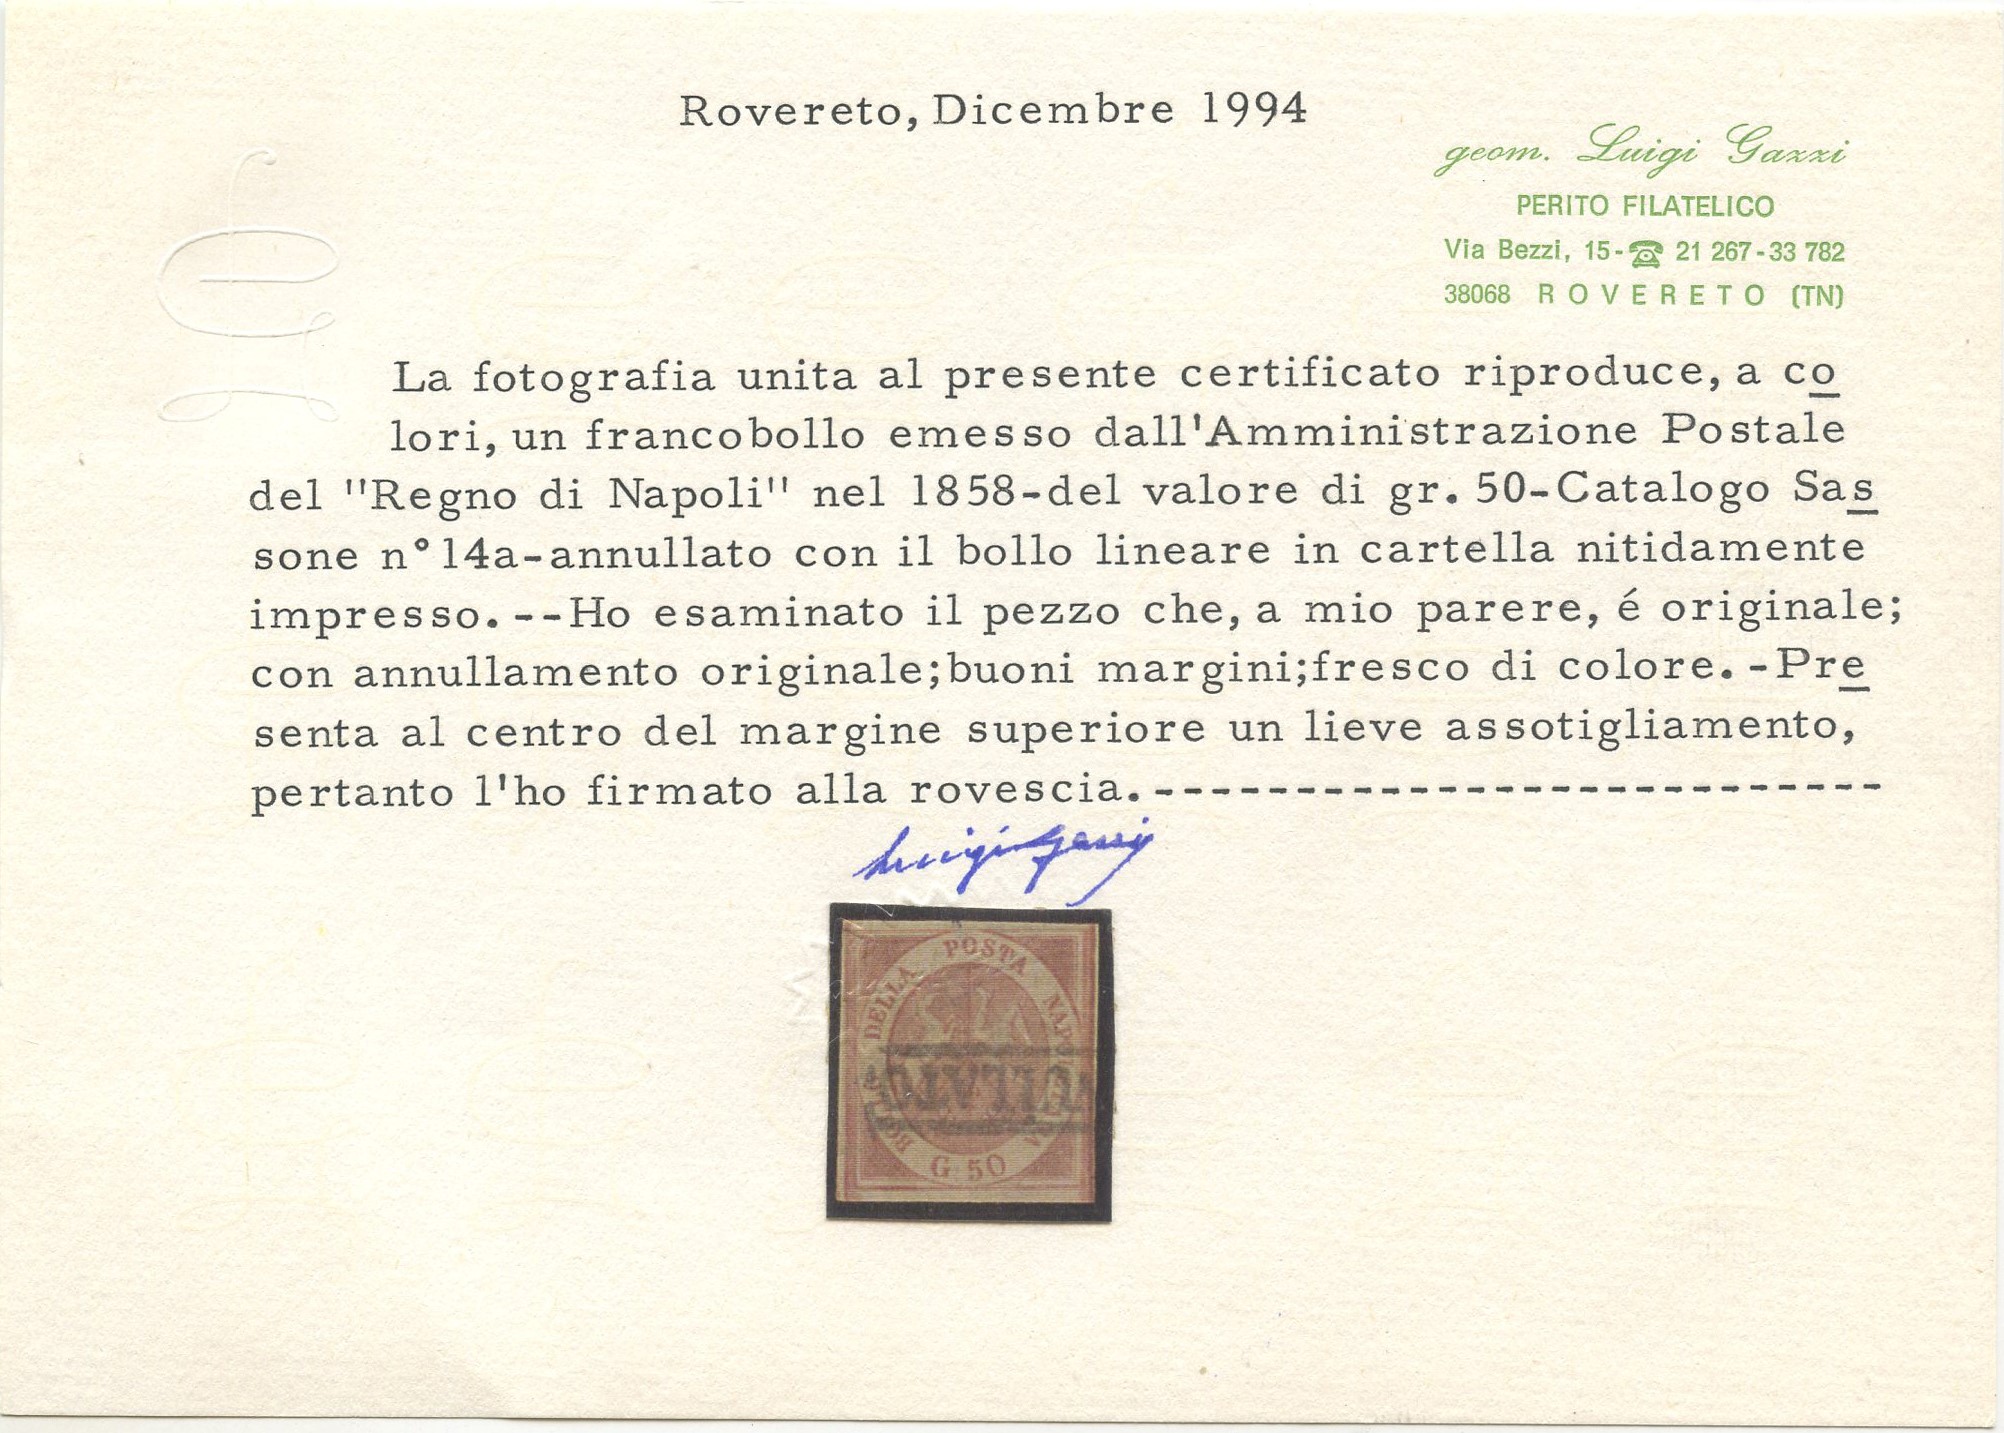 Rovereto, Dicembre 1994
geom. Luigi Gazzi
PERITO FILATELICO
Via Bezzi, 15-☎ 21 267-33 782
38068 ROVERETO (TN)
La fotografia unita al presente certificato riproduce, a co
lori, un francobollo emesso dall'Amministrazione Postale
del "Regno di Napoli" nel 1858-del valore di gr. 50-Catalogo Sas
sone n° 14a-annullato con il bollo lineare in cartella nitidamente
impresso.--Ho esaminato il pezzo che, a mio parere, é originale;
con annullamento originale;buoni margini;fresco di colore.-Pre
senta al centro del margine superiore un lieve assotigliamento,
pertanto l'ho firmato alla rovescia.--------------------------
Luigi Gazzi
BOLLO DELLA POSTA NAPOLETANA
G. 50